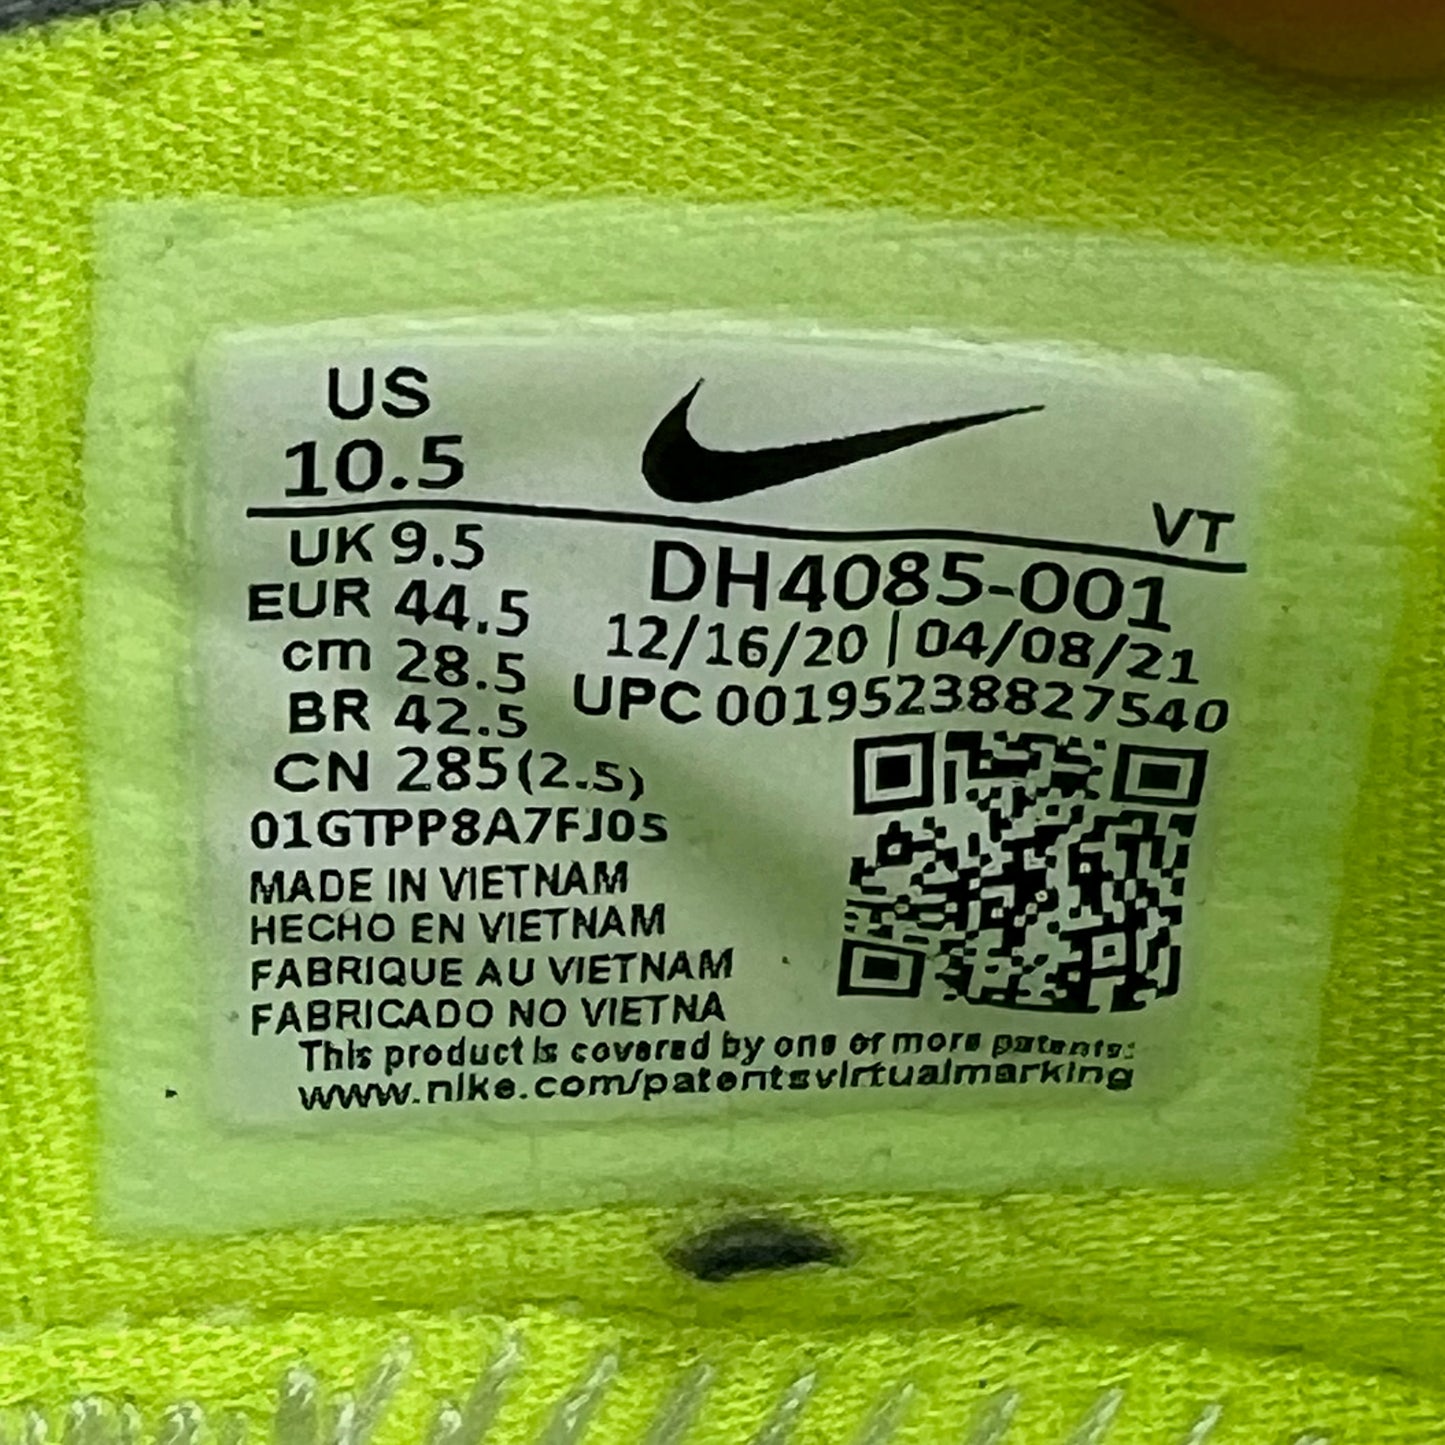 US
10.5
VT
UK 9.5
EUR 44.5
cm 28.5
BR 42.5
CN 285(2.5)
DH4085-001
12/16/20 | 04/08/21
UPC 00195238827540
01GTPP8A7FJ05
MADE IN VIETNAM
HECHO EN VIETNAM
FABRIQUE AU VIETNAM
FABRICADO NO VIETNA
This product is covered by one or more patents:
www.nike.com/patentsvirtualmarking